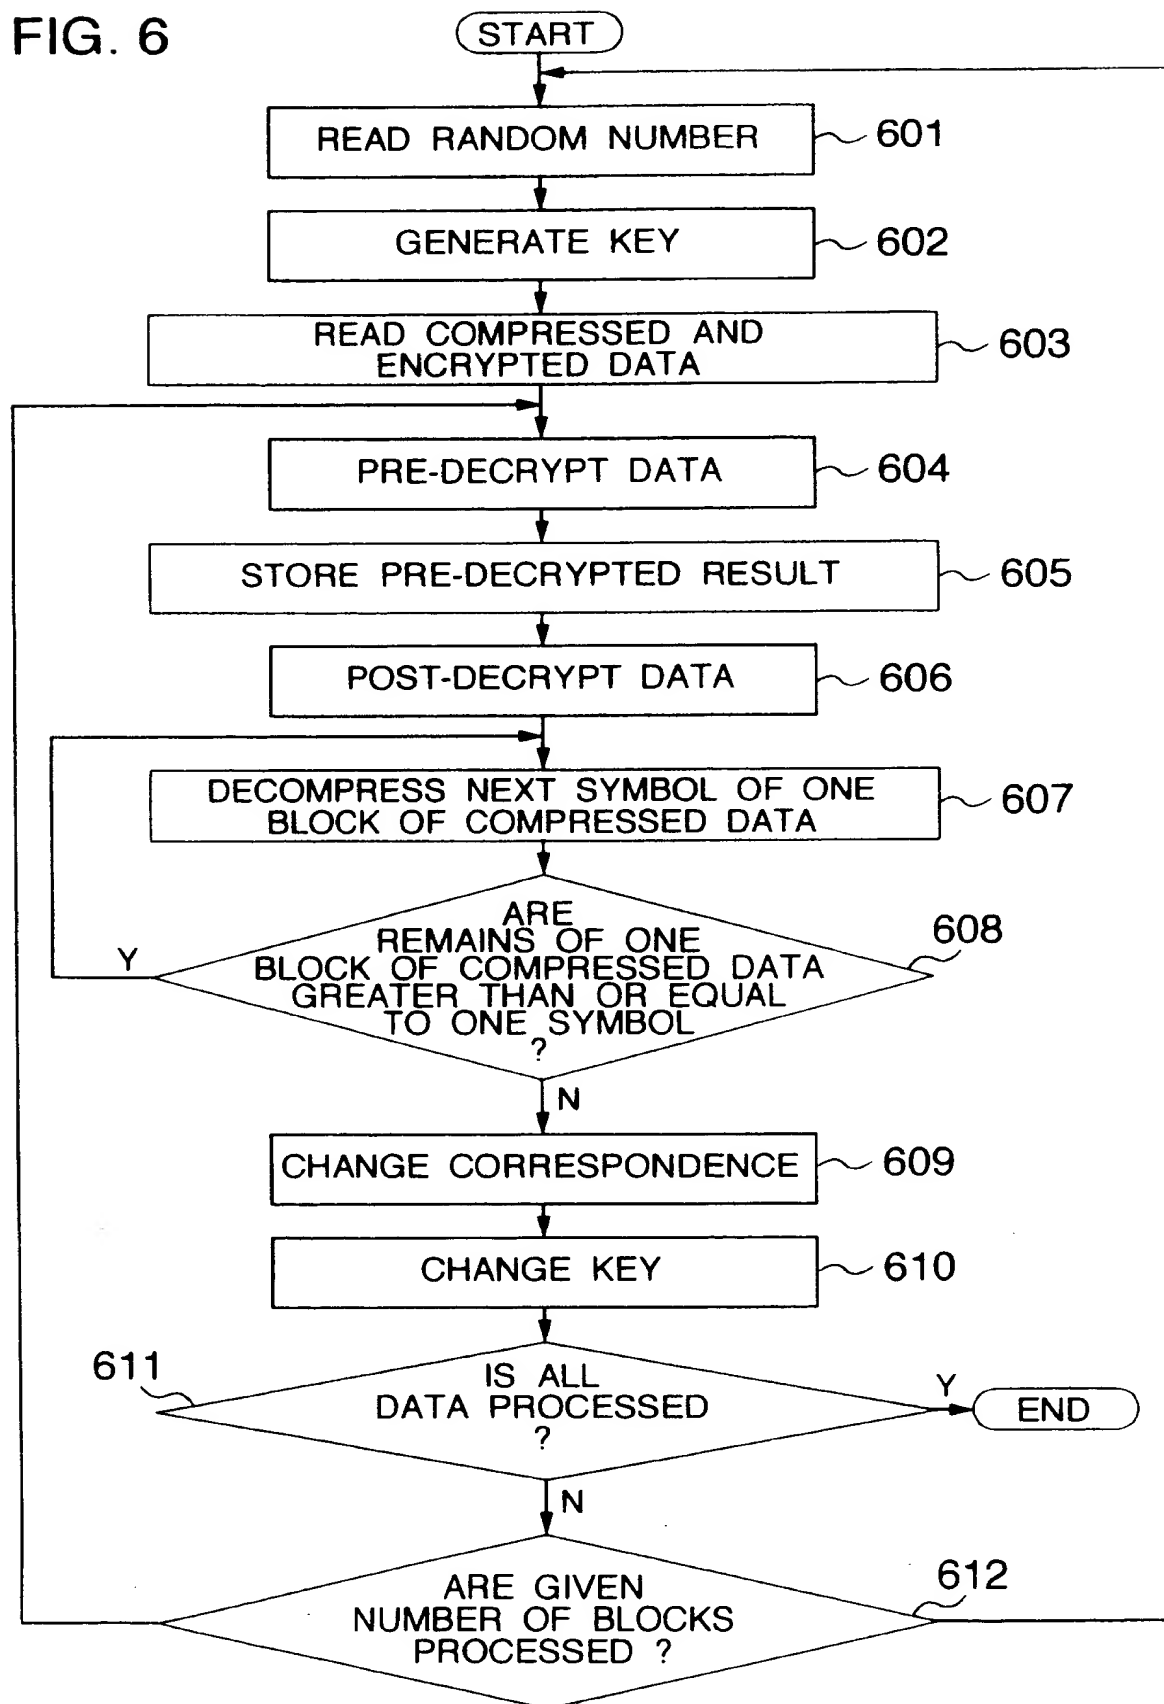 FIG. 6
START
READ RANDOM NUMBER
601
GENERATE KEY
602
READ COMPRESSED AND
ENCRYPTED DATA
603
PRE-DECRYPT DATA
604
STORE PRE-DECRYPTED RESULT
605
POST-DECRYPT DATA
606
DECOMPRESS NEXT SYMBOL OF ONE
BLOCK OF COMPRESSED DATA
607
ARE
REMAINS OF ONE
BLOCK OF COMPRESSED DATA
GREATER THAN OR EQUAL
TO ONE SYMBOL
?
608
Y
N
CHANGE CORRESPONDENCE
609
CHANGE KEY
610
611
IS ALL
DATA PROCESSED
?
Y
END
N
ARE GIVEN
NUMBER OF BLOCKS
PROCESSED ?
612